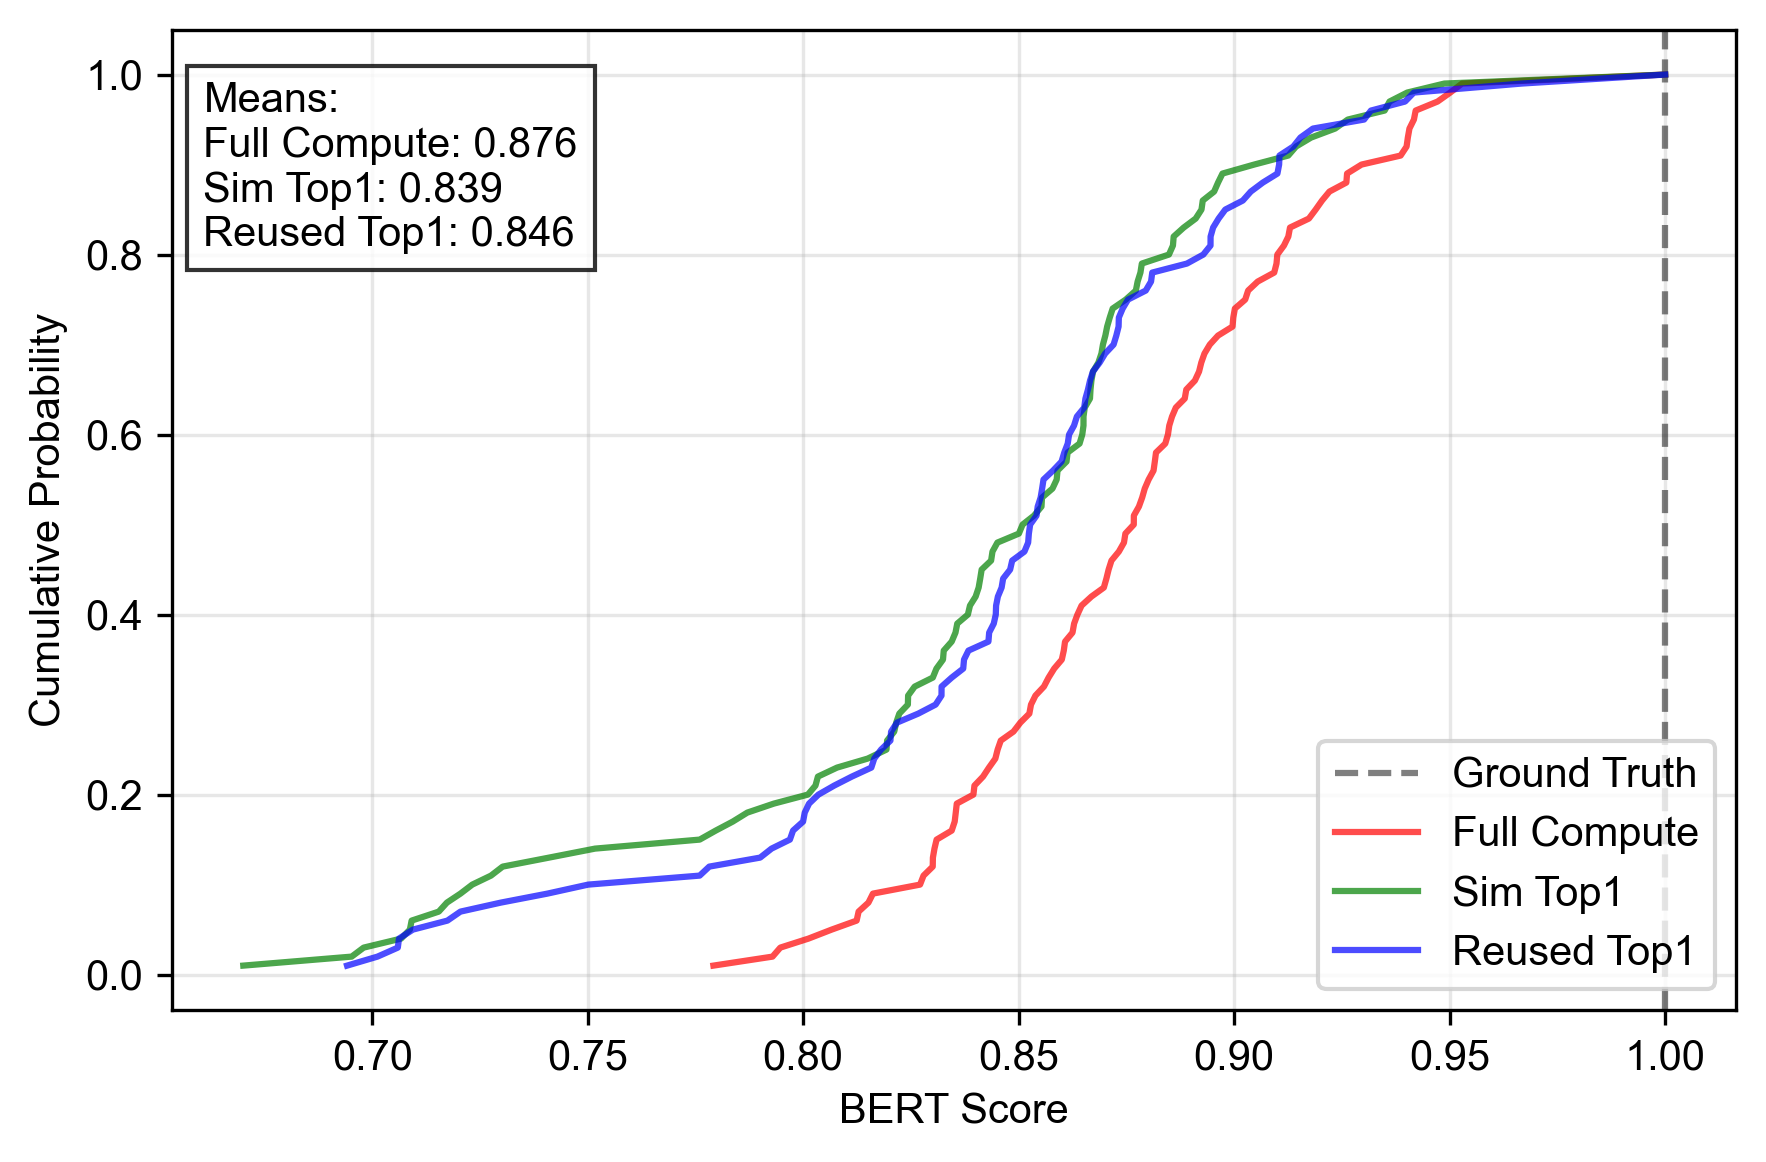 Means:
Full Compute: 0.876
Sim Top1: 0.839
Reused Top1: 0.846
1.0
0.8
0.6
0.4
0.2
0.0
Cumulative Probability
Ground Truth
Full Compute
Sim Top1
Reused Top1
0.70 0.75 0.80 0.85 0.90 0.95 1.00
BERT Score